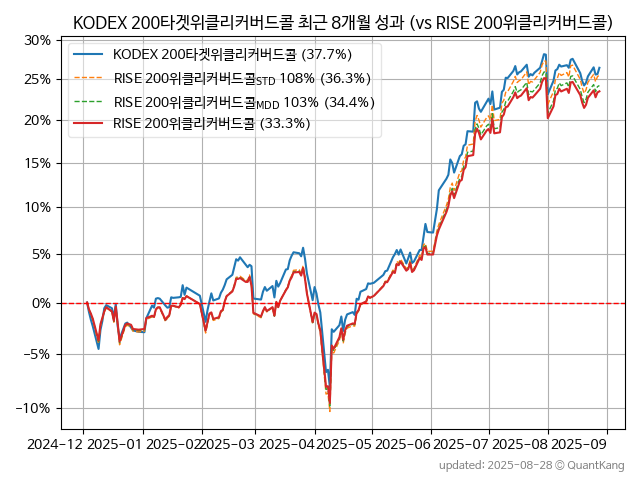 KODEX 200타겟위클리커버드콜 최근 8개월 성과 (vs RISE 200위클리커버드콜)
KODEX 200타겟위클리커버드콜 (37.7%)
RISE 200위클리커버드콜STD 108% (36.3%)
RISE 200위클리커버드콜MDD 103% (34.4%)
RISE 200위클리커버드콜 (33.3%)
30%
25%
20%
15%
10%
5%
0%
−5%
−10%
2024-12 2025-01 2025-02 2025-03 2025-04 2025-05 2025-06 2025-07 2025-08 2025-09
updated: 2025-08-28 © QuantKang